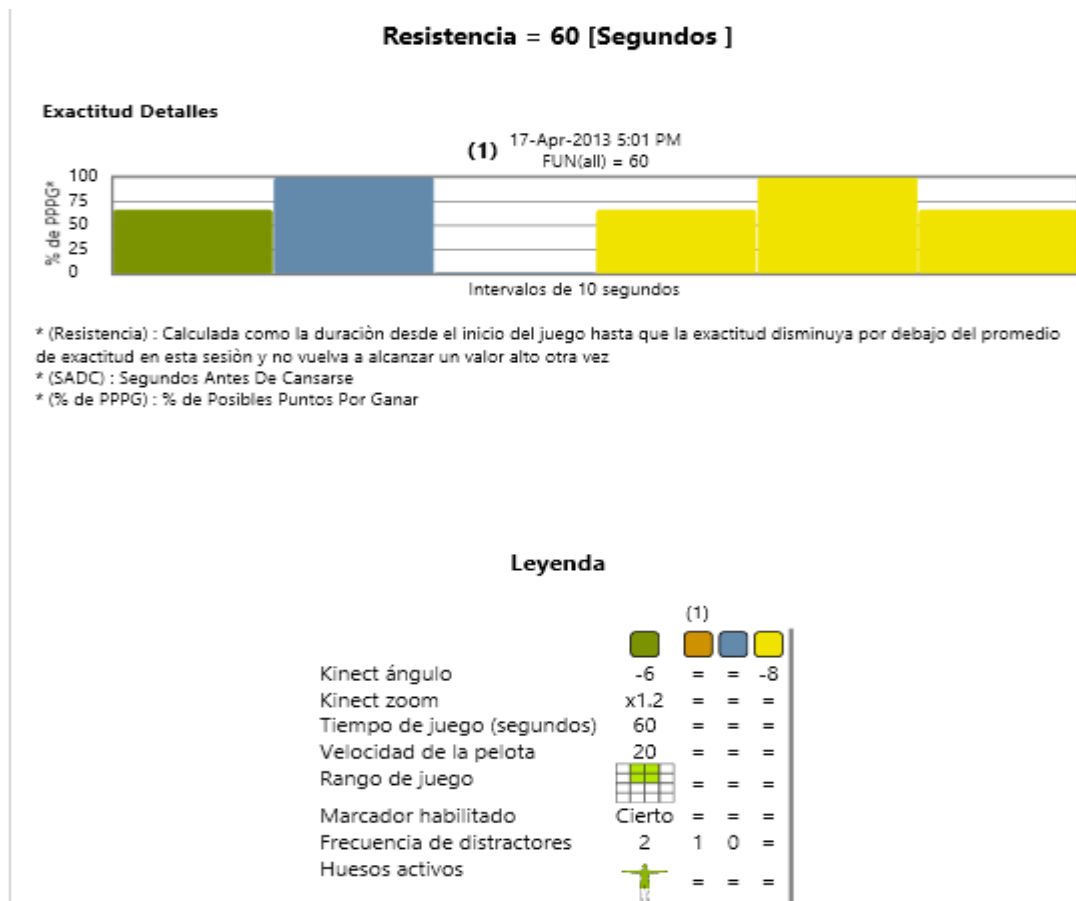 Resistencia = 60 [Segundos ]
Exactitud Detalles
(1) 17-Apr-2013 5:01 PM
FUN(all) = 60
% de PPPG*
100
75
50
25
0
Intervalos de 10 segundos
* (Resistencia) : Calculada como la duraciòn desde el inicio del juego hasta que la exactitud disminuya por debajo del promedio
de exactitud en esta sesiòn y no vuelva a alcanzar un valor alto otra vez
* (SADC) : Segundos Antes De Cansarse
* (% de PPPG) : % de Posibles Puntos Por Ganar
Leyenda
(1)
Kinect ángulo -6 = = -8
Kinect zoom x1.2 = = =
Tiempo de juego (segundos) 60 = = =
Velocidad de la pelota 20 = = =
Rango de juego = = =
Marcador habilitado Cierto = = =
Frecuencia de distractores 2 1 0 =
Huesos activos = = =